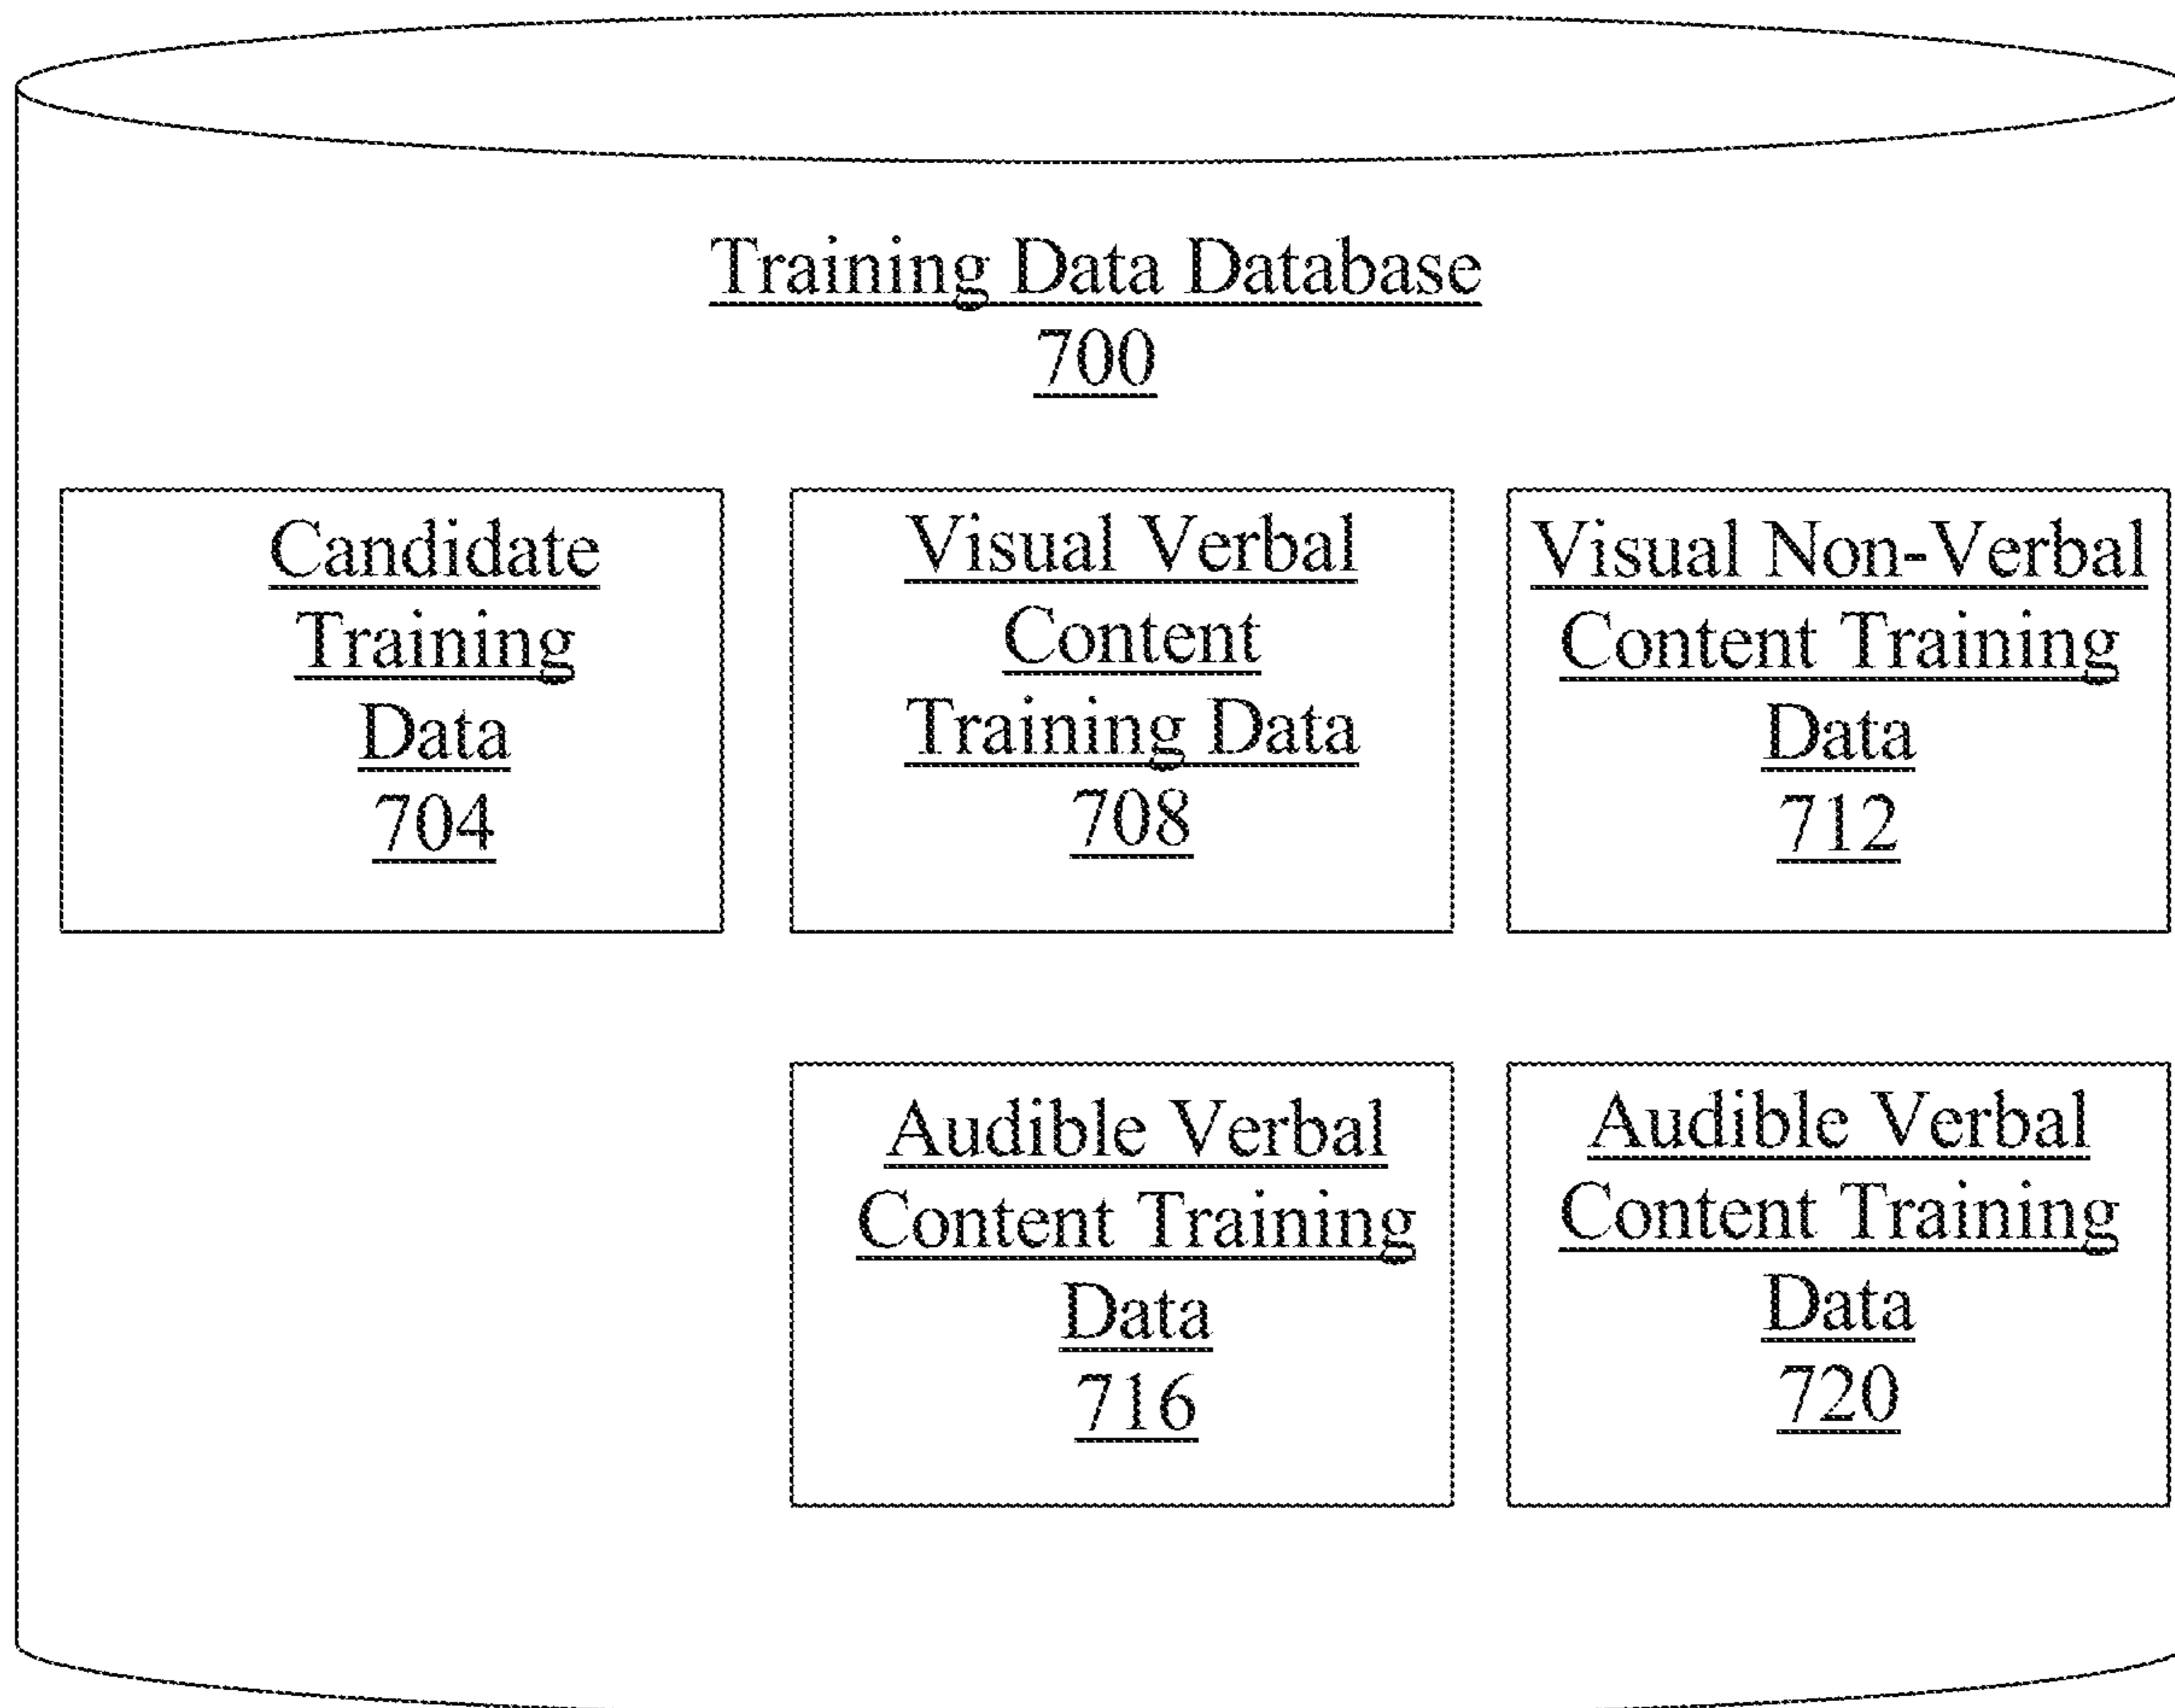 Training Data Database
700
Candidate
Training
Data
704
Visual Verbal
Content
Training Data
708
Visual Non-Verbal
Content Training
Data
712
Audible Verbal
Content Training
Data
716
Audible Verbal
Content Training
Data
720